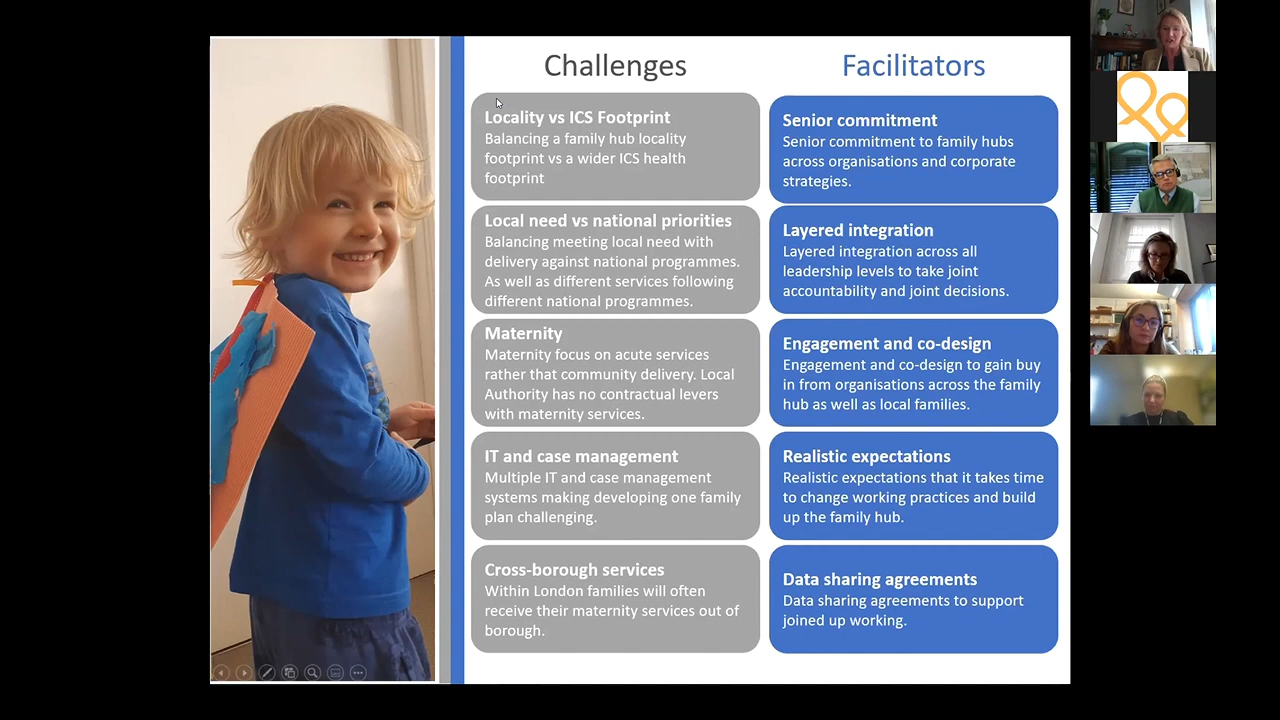 Challenges
Locality vs ICS Footprint
Balancing a family hub locality
footprint vs a wider ICS health
footprint
Local need vs national priorities
Balancing meeting local need with
delivery against national programmes.
As well as different services following
different national programmes.
Maternity
Maternity focus on acute services
rather that community delivery. Local
Authority has no contractual levers
with maternity services.
IT and case management
Multiple IT and case management
systems making developing one family
plan challenging.
Cross-borough services
Within London families will often
receive their maternity services out of
borough.
Facilitators
Senior commitment
Senior commitment to family hubs
across organisations and corporate
strategies.
Layered integration
Layered integration across all
leadership levels to take joint
accountability and joint decisions.
Engagement and co-design
Engagement and co-design to gain buy
in from organisations across the family
hub as well as local families.
Realistic expectations
Realistic expectations that it takes time
to change working practices and build
up the family hub.
Data sharing agreements
Data sharing agreements to support
joined up working.